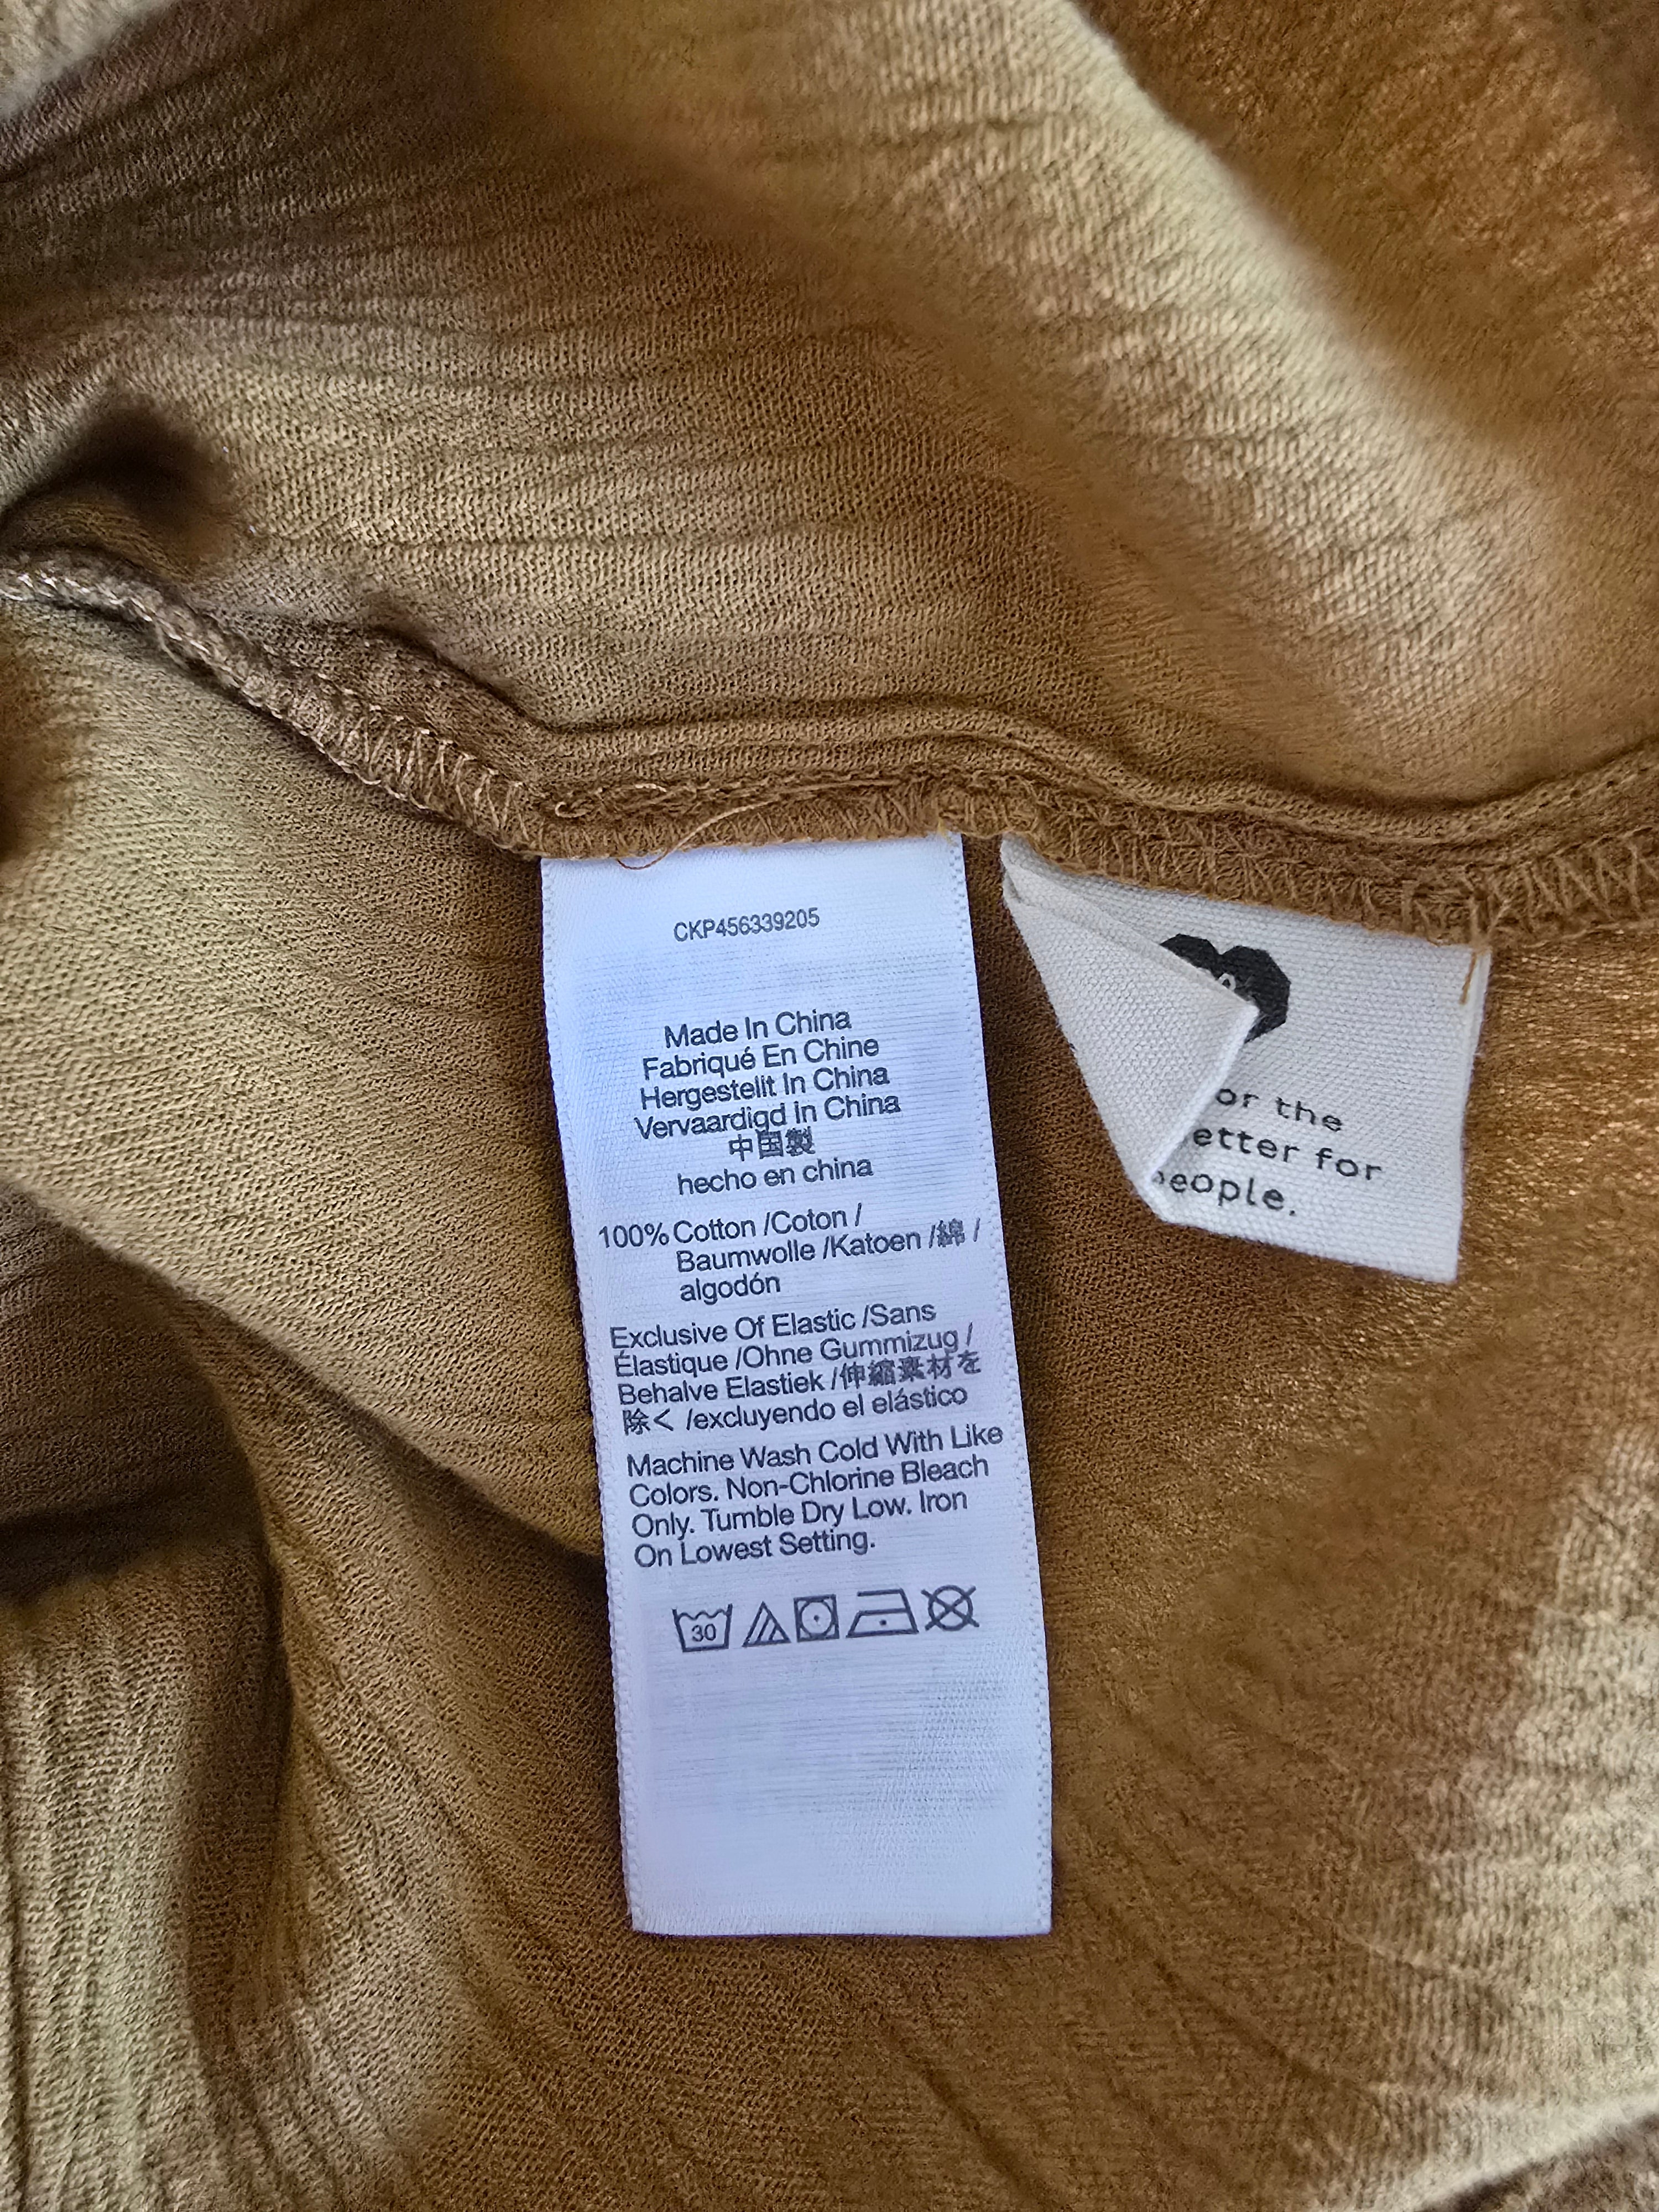 CKP456339205
Made In China
Fabriqué En Chine
Hergestellt In China
Vervaardigd In China
中国製
hecho en china
100% Cotton /Coton /
Baumwolle /Katoen /綿 /
algodón
Exclusive Of Elastic /Sans
Élastique /Ohne Gummizug /
Behalve Elastiek /伸縮素材を
除く /excluyendo el elástico
Machine Wash Cold With Like
Colors. Non-Chlorine Bleach
Only. Tumble Dry Low. Iron
On Lowest Setting.
30
or the
etter for
eople.